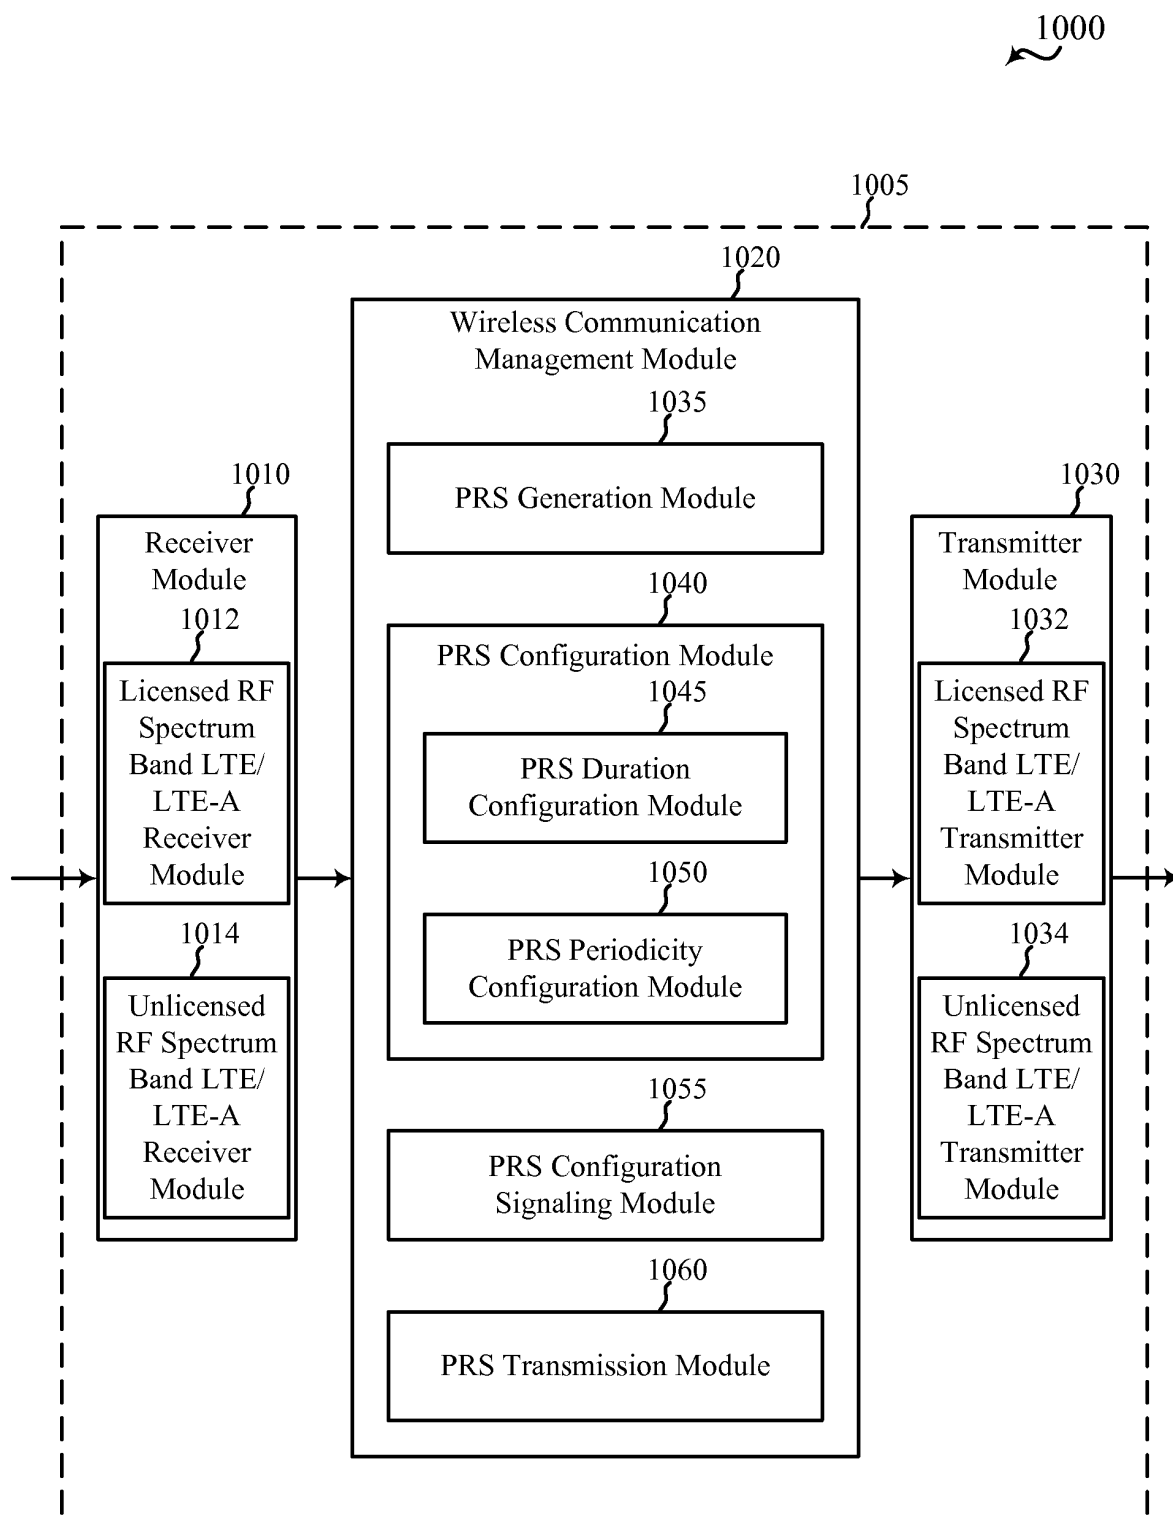 1000
1005
1020
Wireless Communication
Management Module
1035
PRS Generation Module
1010
Receiver
Module
1012
Licensed RF
Spectrum
Band LTE/
LTE-A
Receiver
Module
1014
Unlicensed
RF Spectrum
Band LTE/
LTE-A
Receiver
Module
1040
PRS Configuration Module
1045
PRS Duration
Configuration Module
1050
PRS Periodicity
Configuration Module
1055
PRS Configuration
Signaling Module
1060
PRS Transmission Module
1030
Transmitter
Module
1032
Licensed RF
Spectrum
Band LTE/
LTE-A
Transmitter
Module
1034
Unlicensed
RF Spectrum
Band LTE/
LTE-A
Transmitter
Module